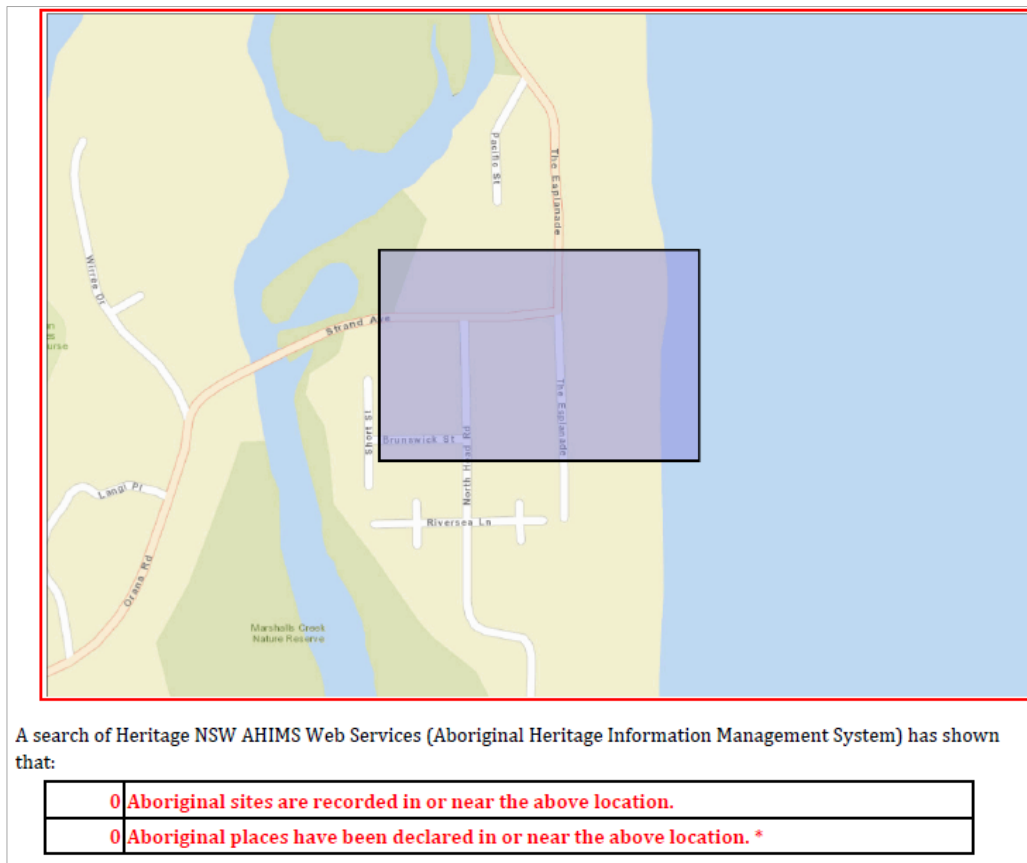 Pacific St
The Esplanade
Wirree Dr
Strand Ave
urse
Short St
Brunswick St
North Head Rd
The Esplanade
Langi Pl
Riversea Ln
Orana Rd
Marshalls Creek
Nature Reserve
A search of Heritage NSW AHIMS Web Services (Aboriginal Heritage Information Management System) has shown
that:
0 Aboriginal sites are recorded in or near the above location.
0 Aboriginal places have been declared in or near the above location. *